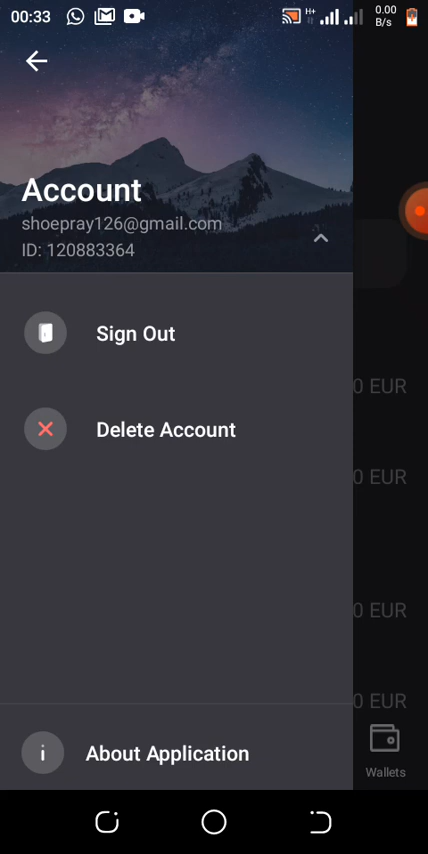 00:33
H+
0.00
B/s
Account
shoepray126@gmail.com
ID: 120883364
Sign Out
Delete Account
0 EUR
0 EUR
0 EUR
0 EUR
About Application
Wallets